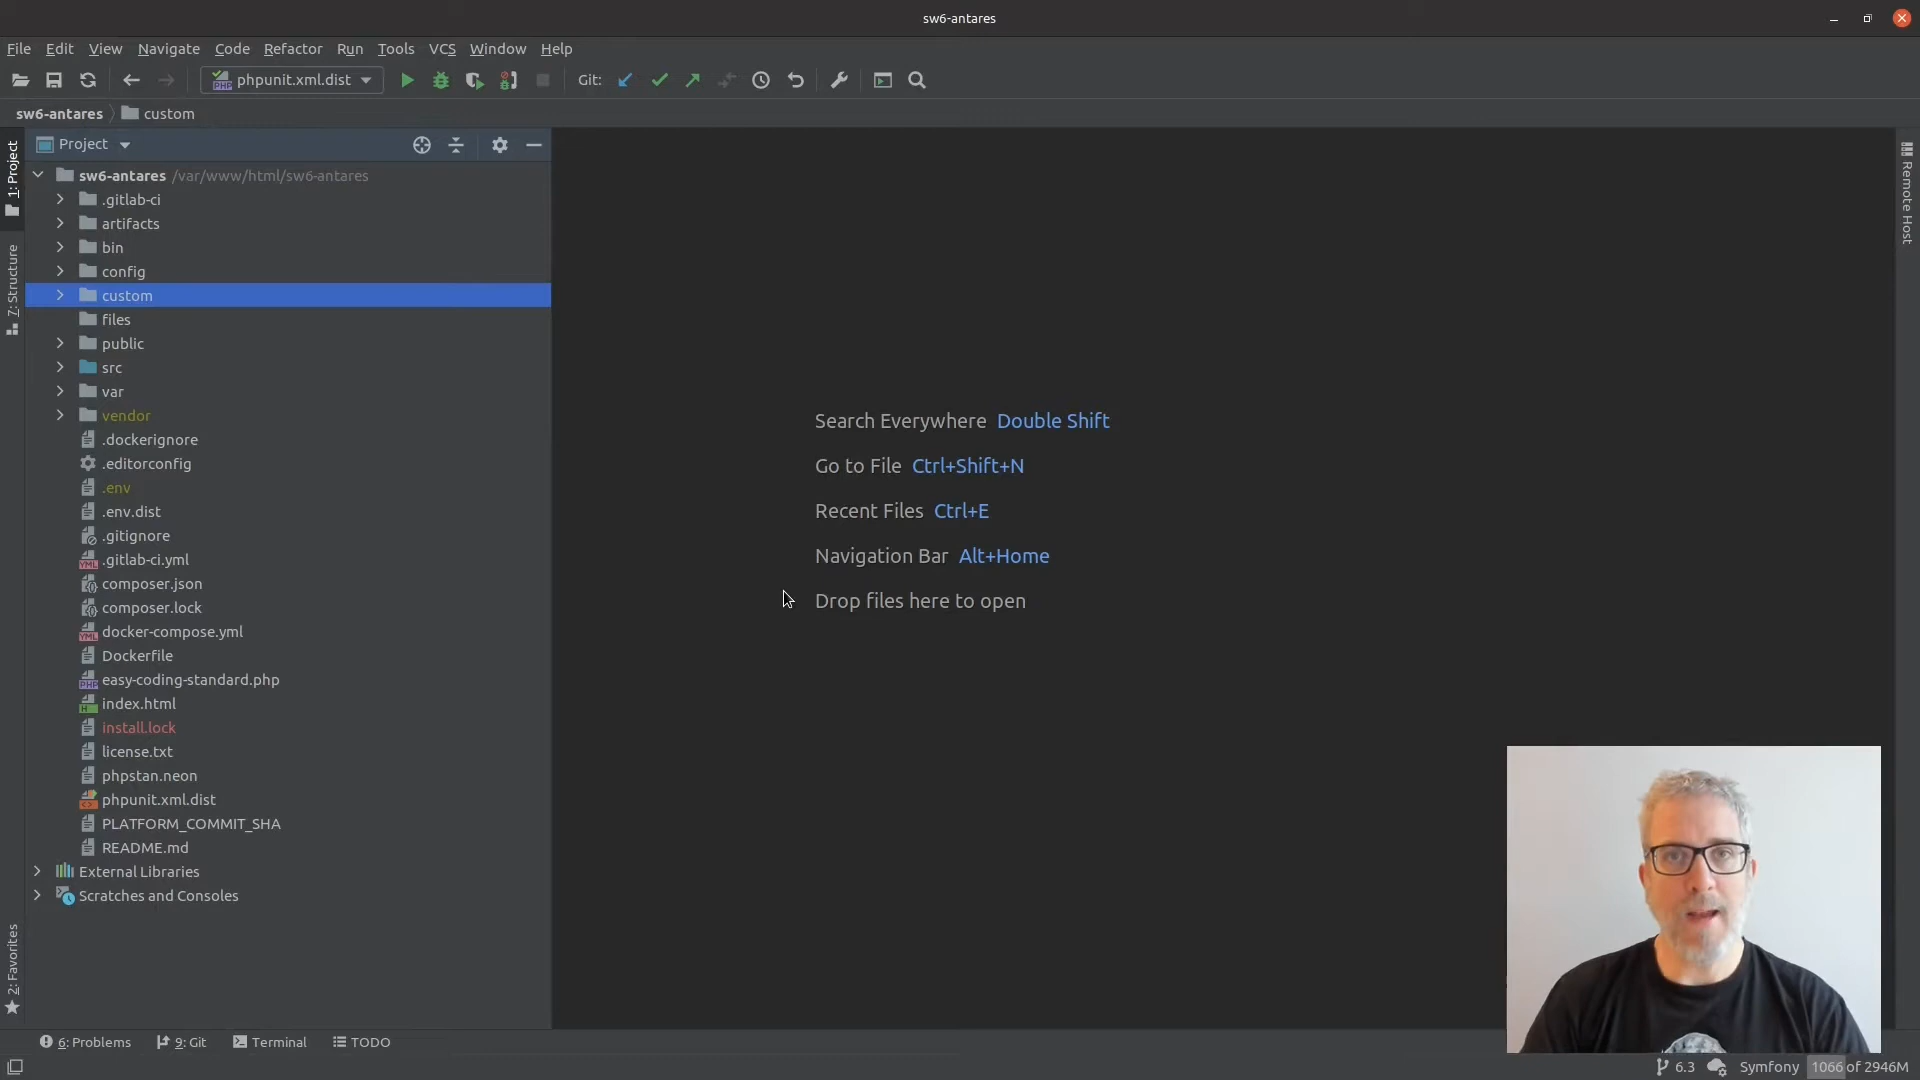 sw6-antares
File Edit View Navigate Code Refactor Run Tools VCS Window Help
phpunit.xml.dist
Git:
sw6-antares custom
Project
sw6-antares /var/www/html/sw6-antares
.gitlab-ci
artifacts
bin
config
custom
files
public
src
var
vendor
.dockerignore
.editorconfig
.env
.env.dist
.gitignore
.gitlab-ci.yml
composer.json
composer.lock
docker-compose.yml
Dockerfile
easy-coding-standard.php
index.html
install.lock
license.txt
phpstan.neon
phpunit.xml.dist
PLATFORM_COMMIT_SHA
README.md
External Libraries
Scratches and Consoles
1: Project
7: Structure
2: Favorites
Search Everywhere Double Shift
Go to File Ctrl+Shift+N
Recent Files Ctrl+E
Navigation Bar Alt+Home
Drop files here to open
Remote Host
6: Problems 9: Git Terminal TODO
6.3 Symfony 1066 of 2946M